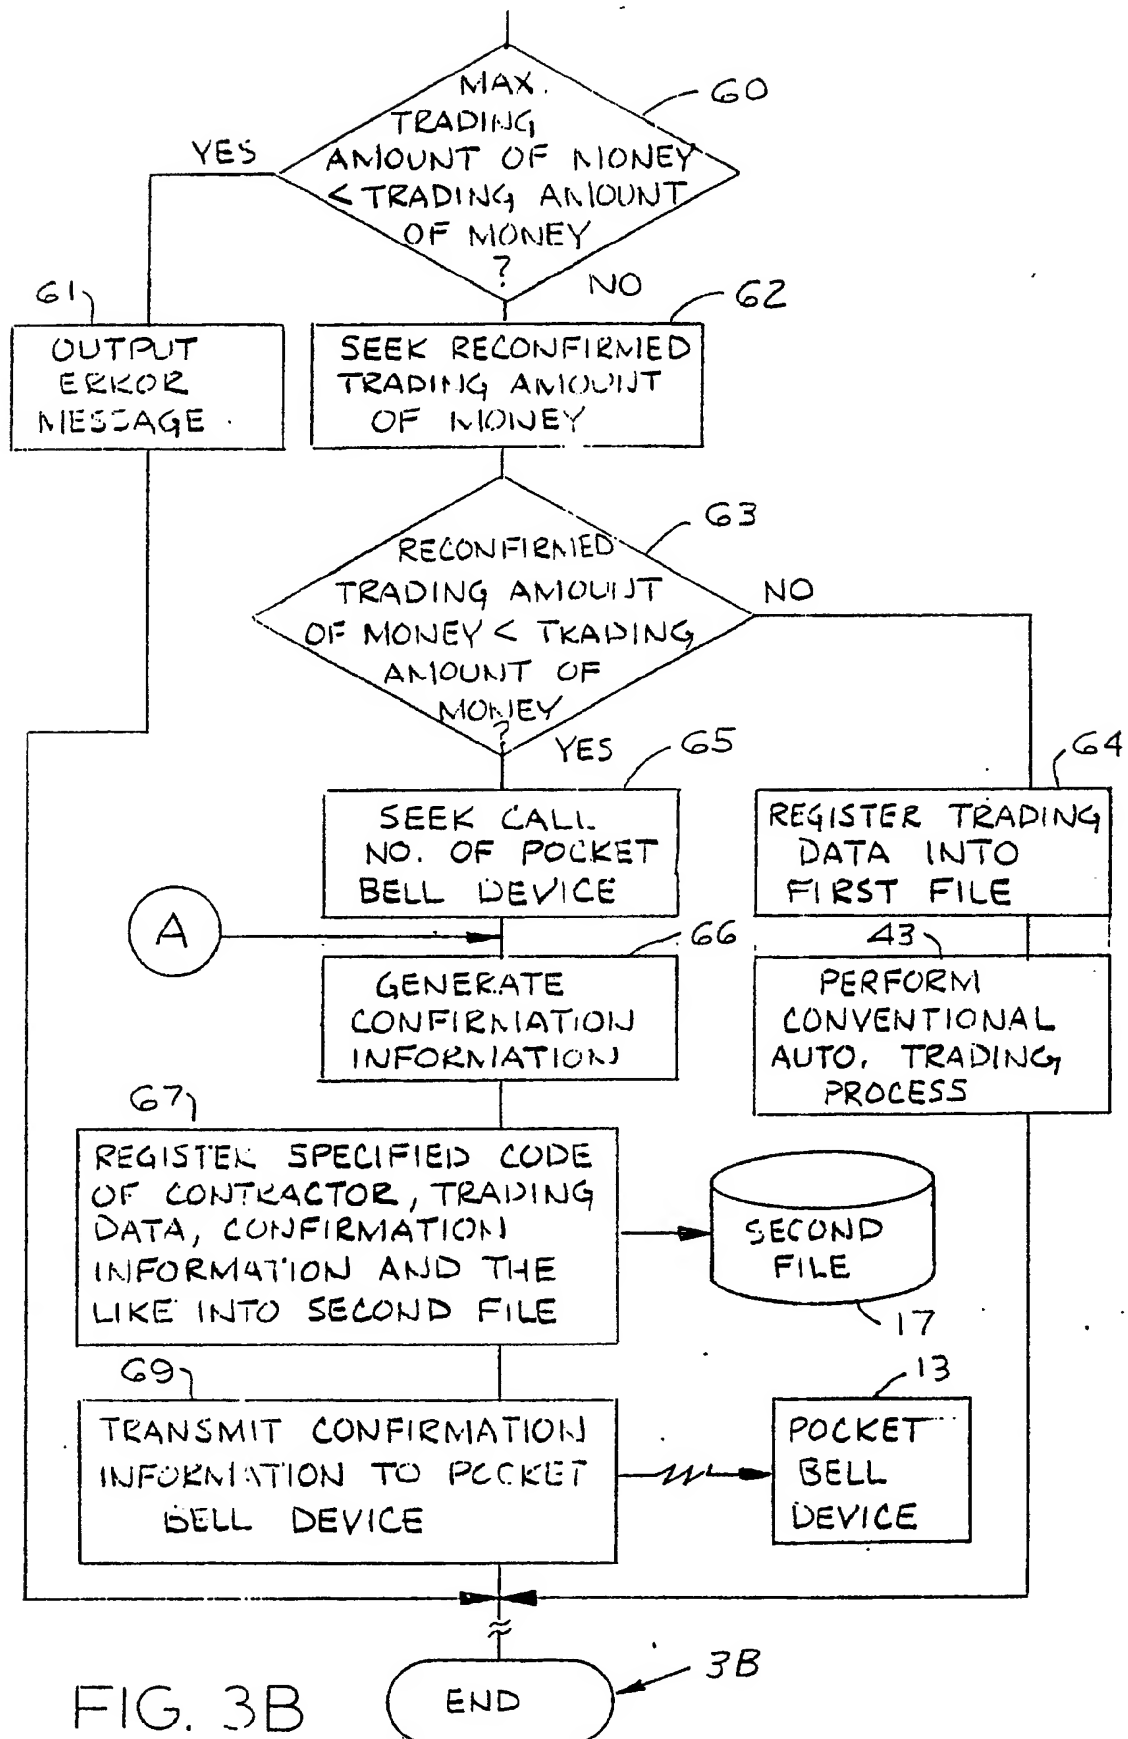 MAX.
TRADING
AMOUNT OF MONEY
< TRADING AMOUNT
OF MONEY
?
60
YES
NO
61
OUTPUT
ERROR
MESSAGE
62
SEEK RECONFIRMED
TRADING AMOUNT
OF MONEY
63
RECONFIRMED
TRADING AMOUNT
OF MONEY < TRADING
AMOUNT OF
MONEY
?
NO
YES
65
SEEK CALL
NO. OF POCKET
BELL DEVICE
64
REGISTER TRADING
DATA INTO
FIRST FILE
A
66
GENERATE
CONFIRMATION
INFORMATION
43
PERFORM
CONVENTIONAL
AUTO. TRADING
PROCESS
67
REGISTER SPECIFIED CODE
OF CONTRACTOR, TRADING
DATA, CONFIRMATION
INFORMATION AND THE
LIKE INTO SECOND FILE
SECOND
FILE
17
69
TRANSMIT CONFIRMATION
INFORMATION TO POCKET
BELL DEVICE
13
POCKET
BELL
DEVICE
3B
END
FIG. 3B